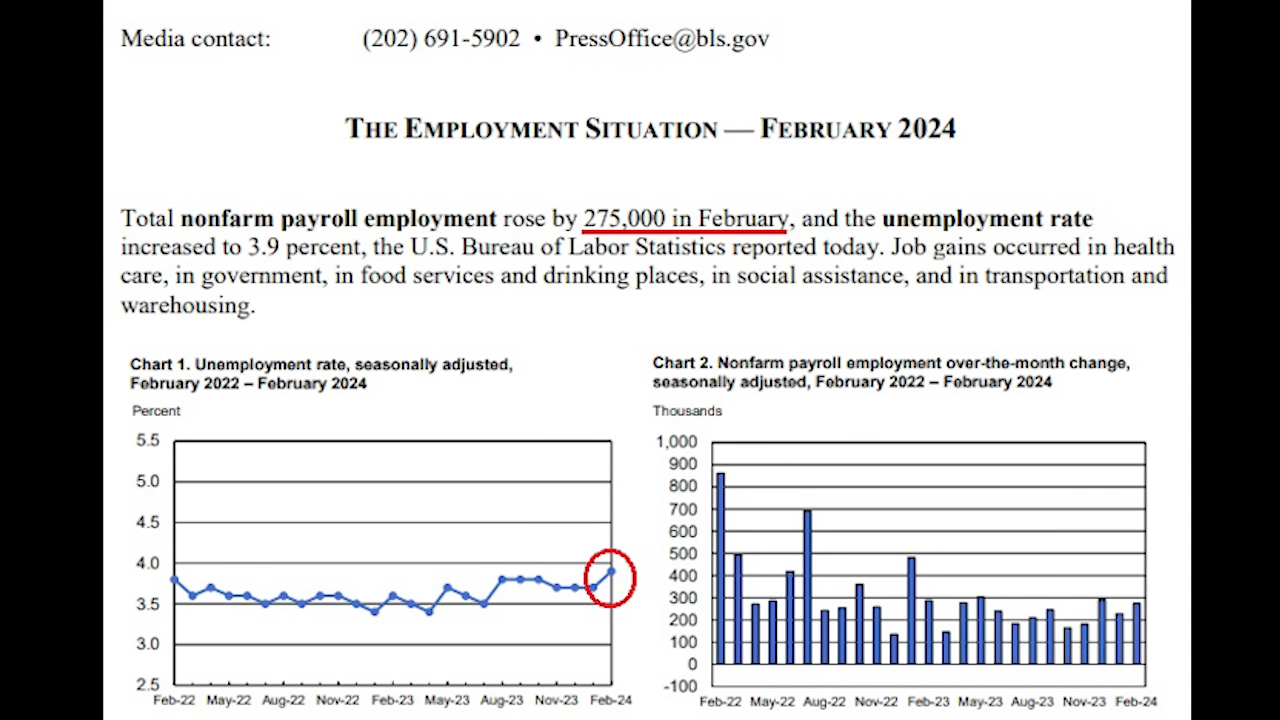 Media contact: (202) 691-5902 • PressOffice@bls.gov
THE EMPLOYMENT SITUATION — FEBRUARY 2024
Total nonfarm payroll employment rose by 275,000 in February, and the unemployment rate
increased to 3.9 percent, the U.S. Bureau of Labor Statistics reported today. Job gains occurred in health
care, in government, in food services and drinking places, in social assistance, and in transportation and
warehousing.
Chart 1. Unemployment rate, seasonally adjusted,
February 2022 – February 2024
Percent
5.5
5.0
4.5
4.0
3.5
3.0
2.5
Feb-22 May-22 Aug-22 Nov-22 Feb-23 May-23 Aug-23 Nov-23 Feb-24
Chart 2. Nonfarm payroll employment over-the-month change,
seasonally adjusted, February 2022 – February 2024
Thousands
1,000
900
800
700
600
500
400
300
200
100
0
-100
Feb-22 May-22 Aug-22 Nov-22 Feb-23 May-23 Aug-23 Nov-23 Feb-24